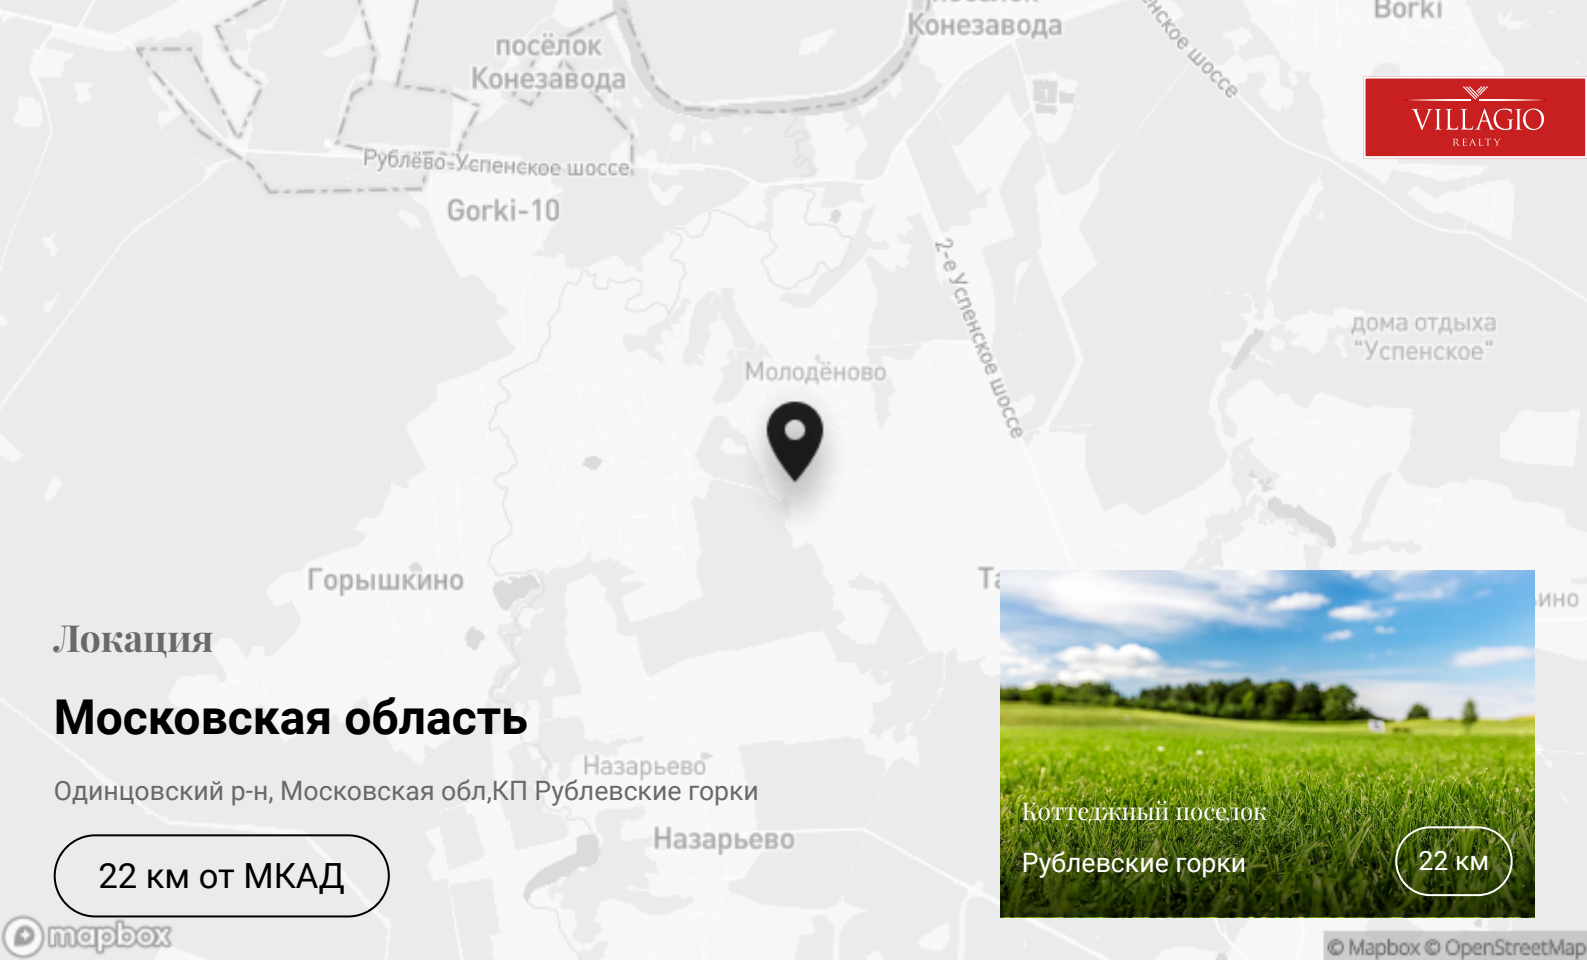 посёлок
Конезавода
Конезавода
Borki
VILLAGIO
REALTY
Рублёво-Успенское шоссе
Gorki-10
2-е Успенское шоссе
дома отдыха
"Успенское"
Молодёново
Горышкино
Локация
Московская область
Назарьево
Одинцовский р-н, Московская обл,КП Рублевские горки
Назарьево
22 км от МКАД
Коттеджный поселок
Рублевские горки
22 км
mapbox
© Mapbox © OpenStreetMap